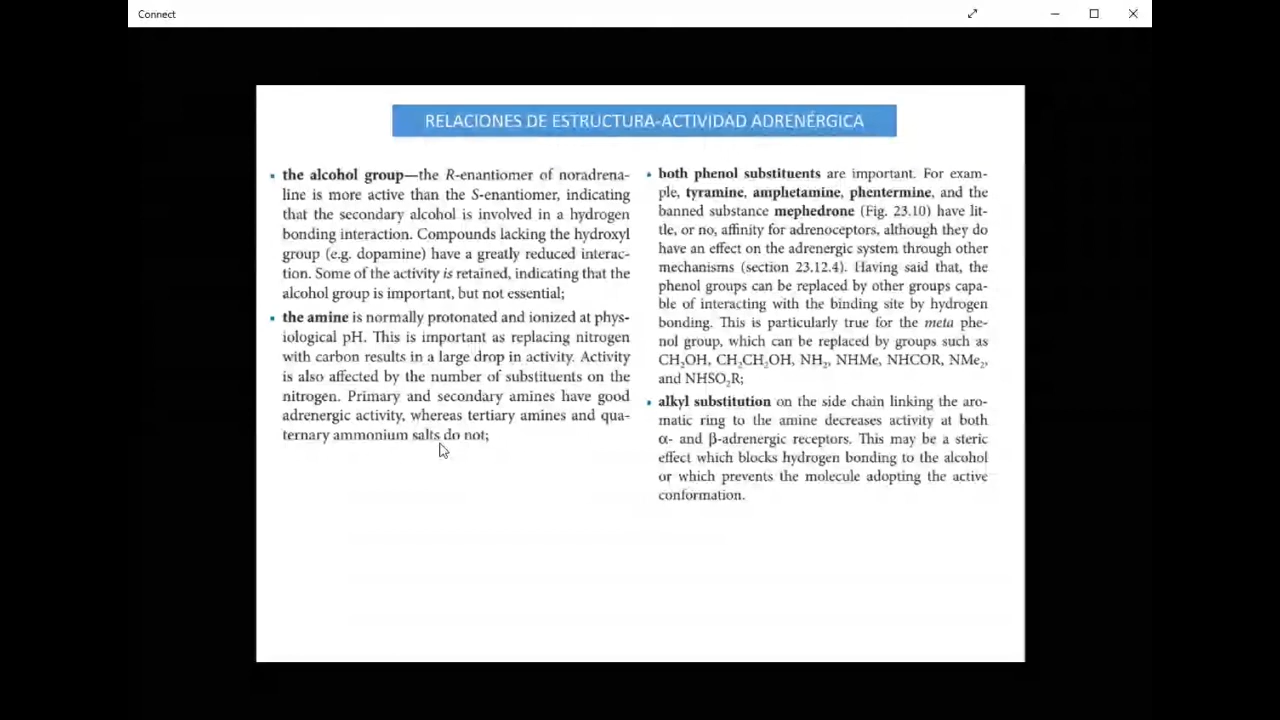 Connect
RELACIONES DE ESTRUCTURA-ACTIVIDAD ADRENÉRGICA
▪ the alcohol group—the R-enantiomer of noradrena-
line is more active than the S-enantiomer, indicating
that the secondary alcohol is involved in a hydrogen
bonding interaction. Compounds lacking the hydroxyl
group (e.g. dopamine) have a greatly reduced interac-
tion. Some of the activity is retained, indicating that the
alcohol group is important, but not essential;
▪ the amine is normally protonated and ionized at phys-
iological pH. This is important as replacing nitrogen
with carbon results in a large drop in activity. Activity
is also affected by the number of substituents on the
nitrogen. Primary and secondary amines have good
adrenergic activity, whereas tertiary amines and qua-
ternary ammonium salts do not;
▪ both phenol substituents are important. For exam-
ple, tyramine, amphetamine, phentermine, and the
banned substance mephedrone (Fig. 23.10) have lit-
tle, or no, affinity for adrenoceptors, although they do
have an effect on the adrenergic system through other
mechanisms (section 23.12.4). Having said that, the
phenol groups can be replaced by other groups capa-
ble of interacting with the binding site by hydrogen
bonding. This is particularly true for the meta phe-
nol group, which can be replaced by groups such as
CH₂OH, CH₂CH₂OH, NH₂, NHMe, NHCOR, NMe₂,
and NHSO₂R;
▪ alkyl substitution on the side chain linking the aro-
matic ring to the amine decreases activity at both
α- and β-adrenergic receptors. This may be a steric
effect which blocks hydrogen bonding to the alcohol
or which prevents the molecule adopting the active
conformation.